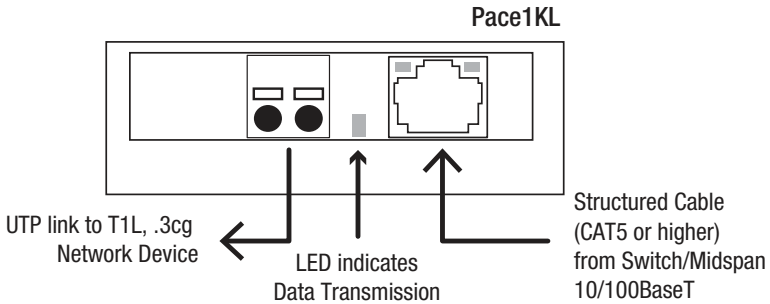 Pace1KL
UTP link to T1L, .3cg
Network Device
LED indicates
Data Transmission
Structured Cable
(CAT5 or higher)
from Switch/Midspan
10/100BaseT